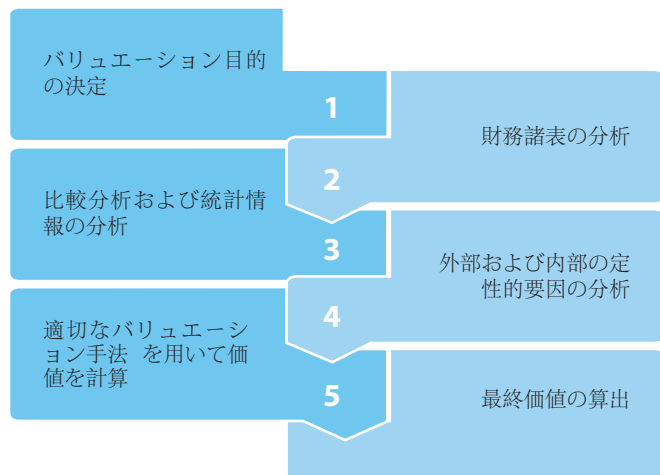 バリュエーション目的
の決定
1
財務諸表の分析
2
比較分析および統計情
報の分析
3
外部および内部の定
性的要因の分析
4
適切なバリュエーシ
ョン手法 を用いて価
値を計算
5
最終価値の算出